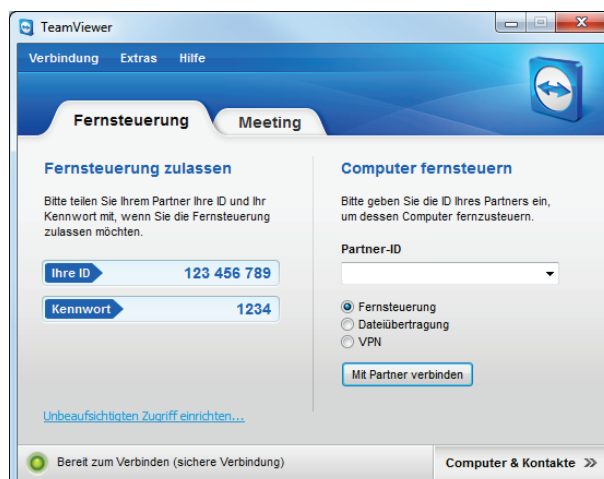 TeamViewer
Verbindung Extras Hilfe
Fernsteuerung Meeting
Fernsteuerung zulassen
Bitte teilen Sie Ihrem Partner Ihre ID und Ihr
Kennwort mit, wenn Sie die Fernsteuerung
zulassen möchten.
Ihre ID 123 456 789
Kennwort 1234
Unbeaufsichtigten Zugriff einrichten...
Computer fernsteuern
Bitte geben Sie die ID Ihres Partners ein,
um dessen Computer fernzusteuern.
Partner-ID
Fernsteuerung
Dateiübertragung
VPN
Mit Partner verbinden
Bereit zum Verbinden (sichere Verbindung)
Computer & Kontakte >>